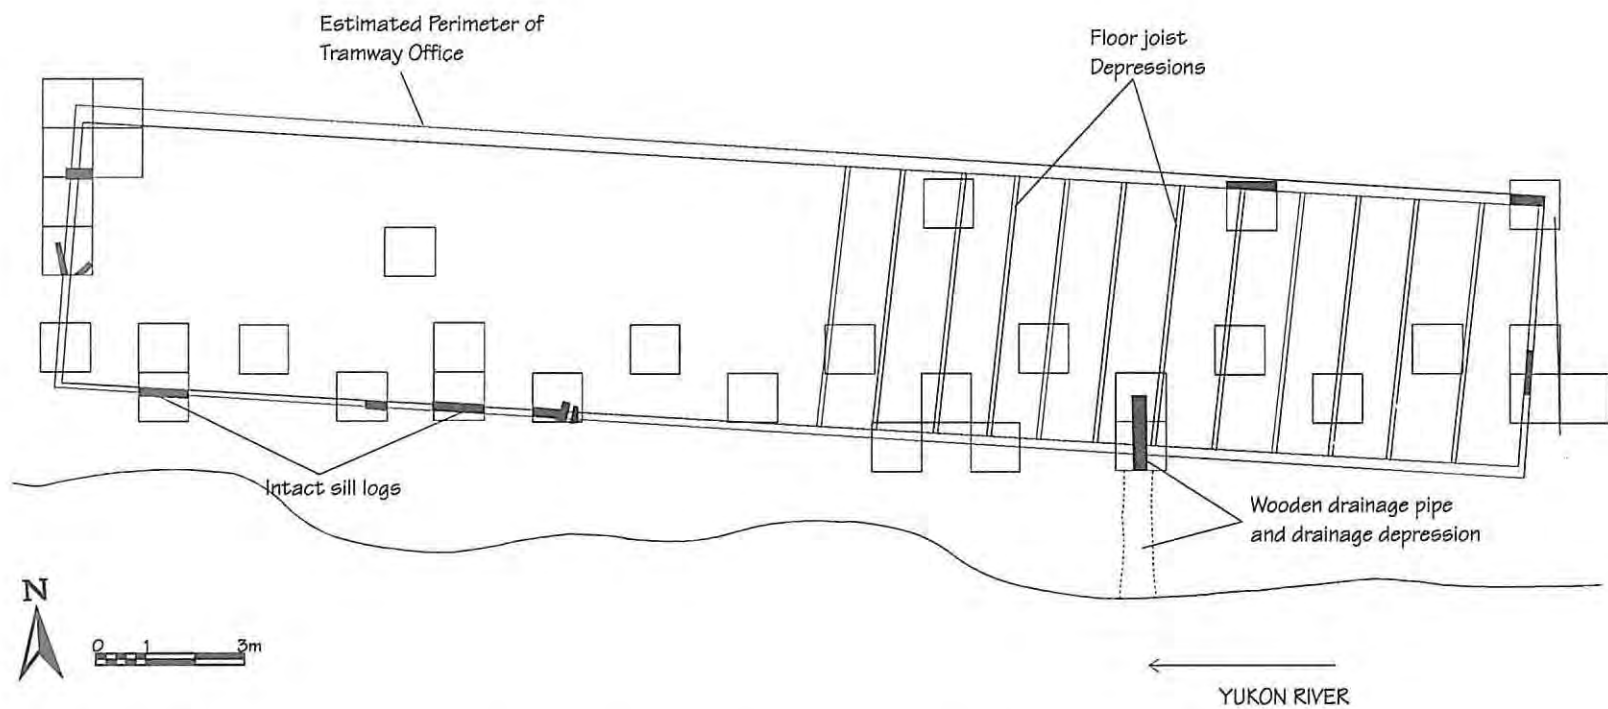 Estimated Perimeter of
Tramway Office
Floor joist
Depressions
Intact sill logs
Wooden drainage pipe
and drainage depression
N
0 1 3m
YUKON RIVER